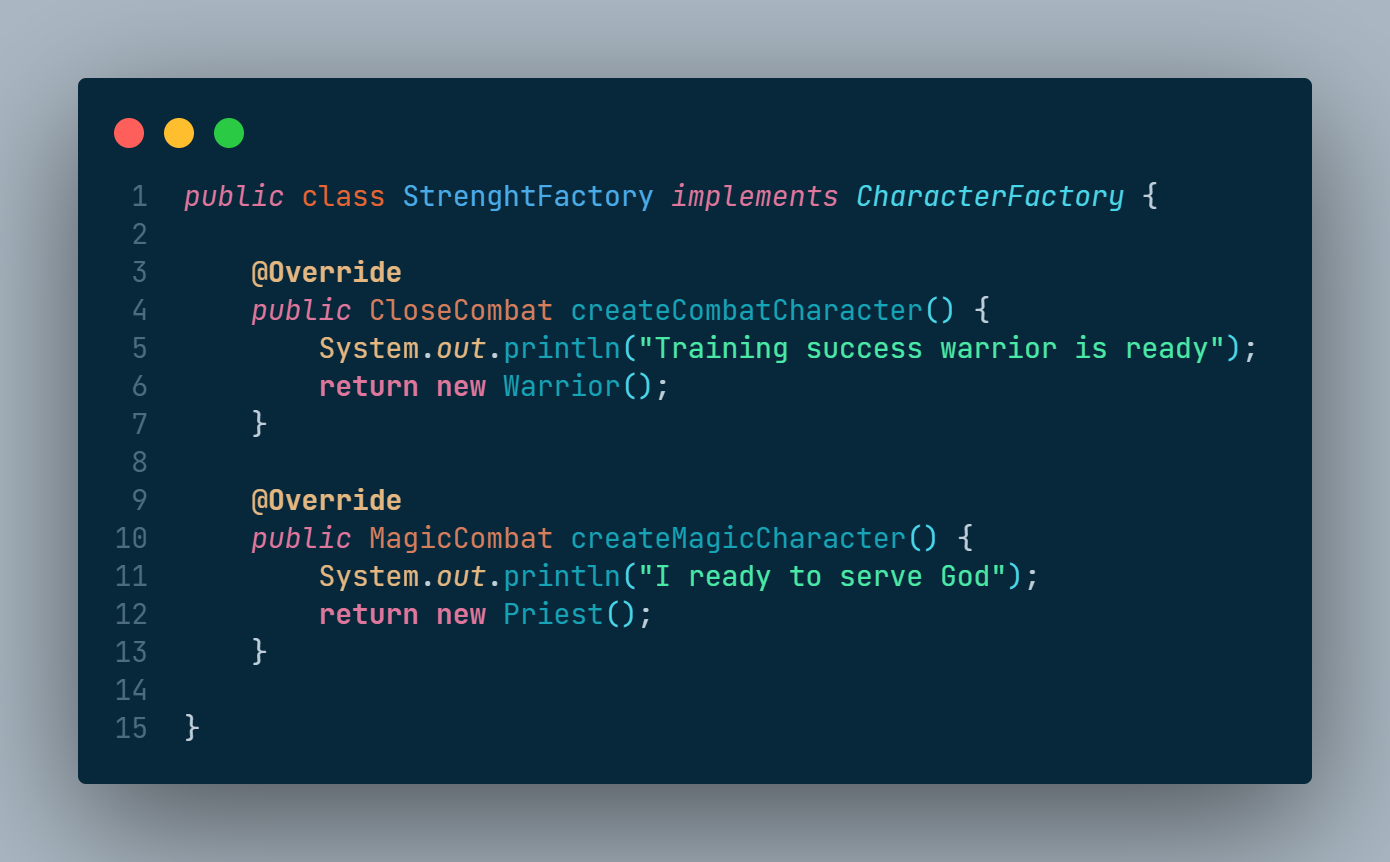 1 public class StrenghtFactory implements CharacterFactory {
2
3 @Override
4 public CloseCombat createCombatCharacter() {
5 System.out.println("Training success warrior is ready");
6 return new Warrior();
7 }
8
9 @Override
10 public MagicCombat createMagicCharacter() {
11 System.out.println("I ready to serve God");
12 return new Priest();
13 }
14
15 }